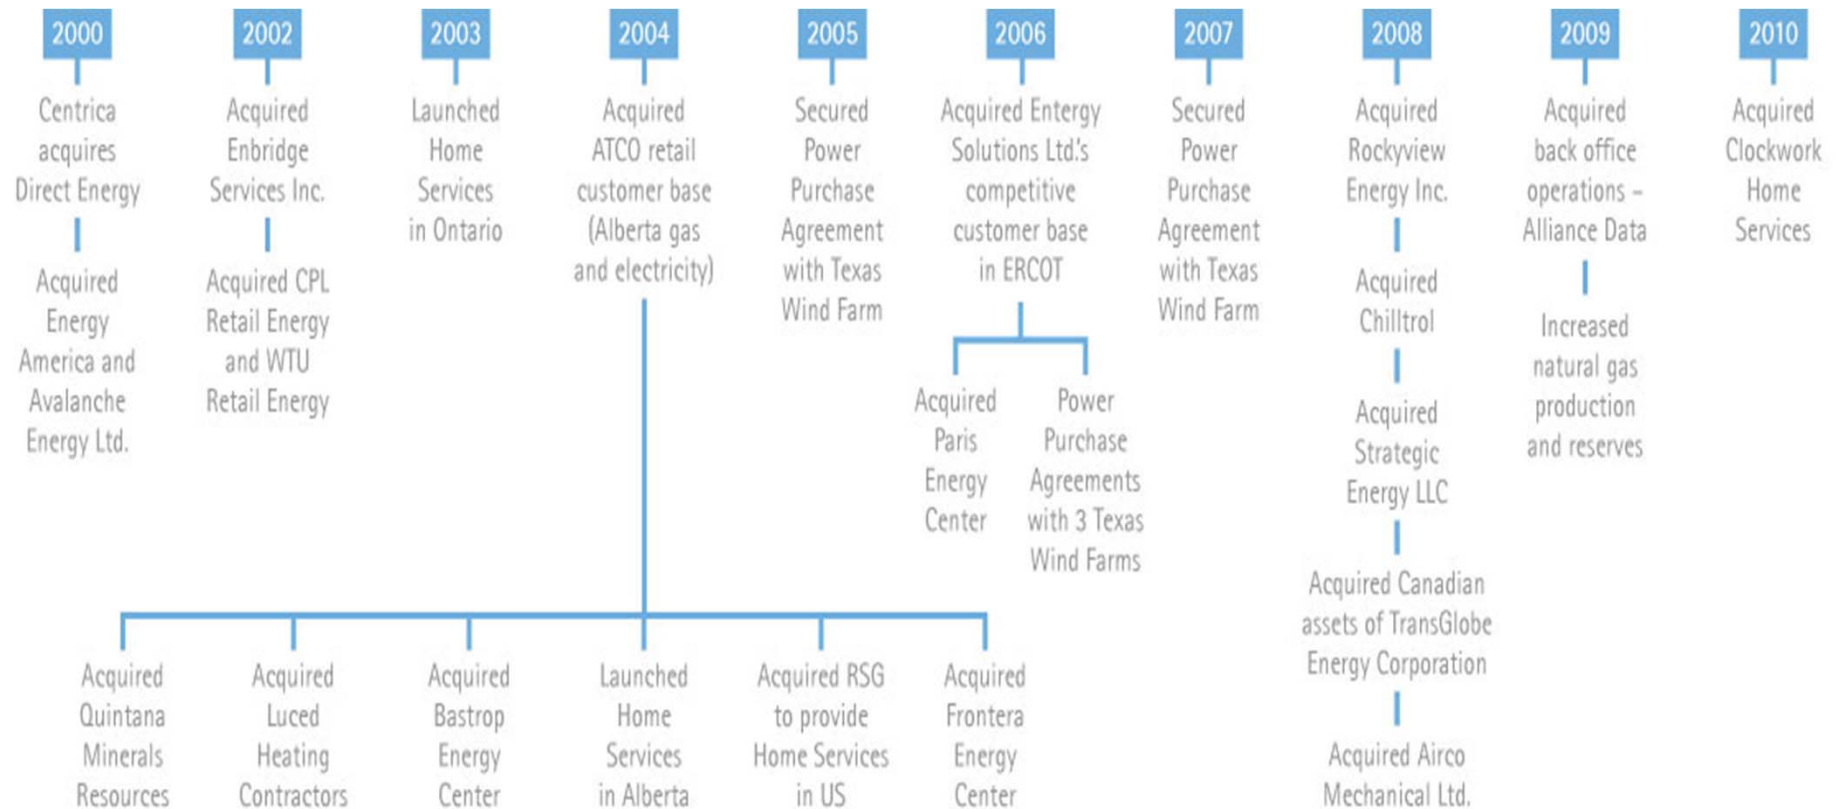 2000
Centrica
acquires
Direct Energy
Acquired
Energy
America and
Avalanche
Energy Ltd.
2002
Acquired
Enbridge
Services Inc.
Acquired CPL
Retail Energy
and WTU
Retail Energy
2003
Launched
Home
Services
in Ontario
2004
Acquired
ATCO retail
customer base
(Alberta gas
and electricity)
Acquired
Quintana
Minerals
Resources
Acquired
Luced
Heating
Contractors
Acquired
Bastrop
Energy
Center
Launched
Home
Services
in Alberta
Acquired RSG
to provide
Home Services
in US
Acquired
Frontera
Energy
Center
2005
Secured
Power
Purchase
Agreement
with Texas
Wind Farm
2006
Acquired Entergy
Solutions Ltd.'s
competitive
customer base
in ERCOT
Acquired
Paris
Energy
Center
Power
Purchase
Agreements
with 3 Texas
Wind Farms
2007
Secured
Power
Purchase
Agreement
with Texas
Wind Farm
2008
Acquired
Rockyview
Energy Inc.
Acquired
Chilltrol
Acquired
Strategic
Energy LLC
Acquired Canadian
assets of TransGlobe
Energy Corporation
Acquired Airco
Mechanical Ltd.
2009
Acquired
back office
operations –
Alliance Data
Increased
natural gas
production
and reserves
2010
Acquired
Clockwork
Home
Services